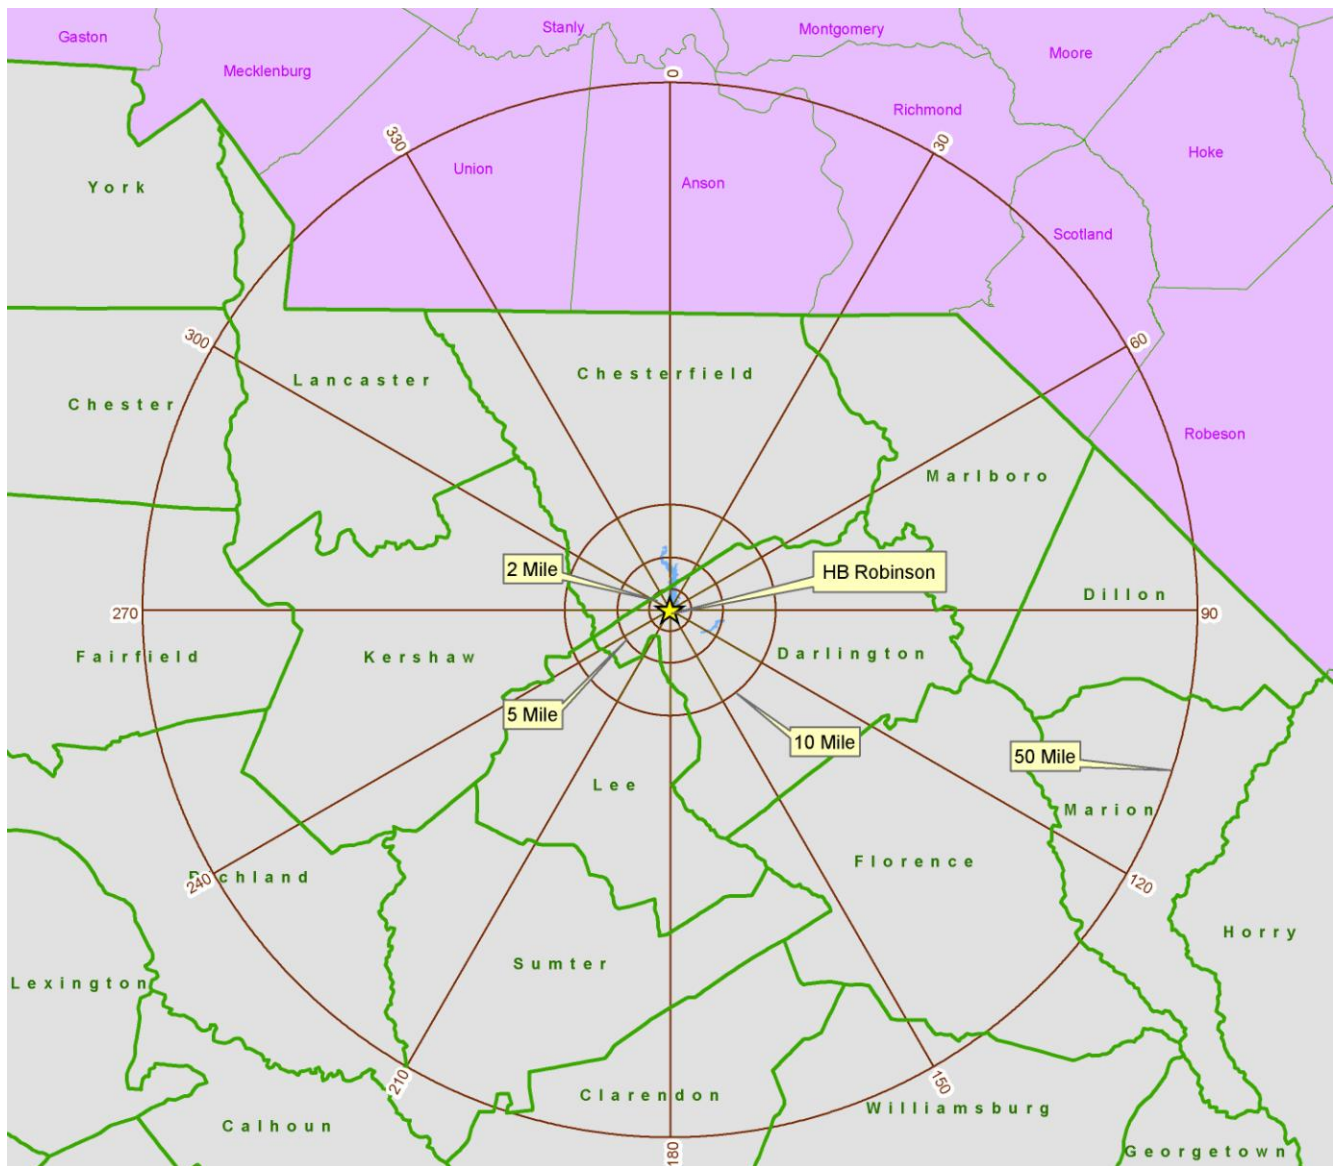 Gaston
Stanly
Montgomery
Moore
Mecklenburg
0
Richmond
330
30
Hoke
Union
Anson
York
Scotland
300
60
Lancaster
Chesterfield
Chester
Robeson
Marlboro
2 Mile
HB Robinson
Dillon
270
90
Fairfield
Kershaw
Darlington
5 Mile
10 Mile
50 Mile
Lee
Marion
Florence
240
Richland
120
Horry
Sumter
Lexington
210
150
Clarendon
Williamsburg
Calhoun
180
Georgetown